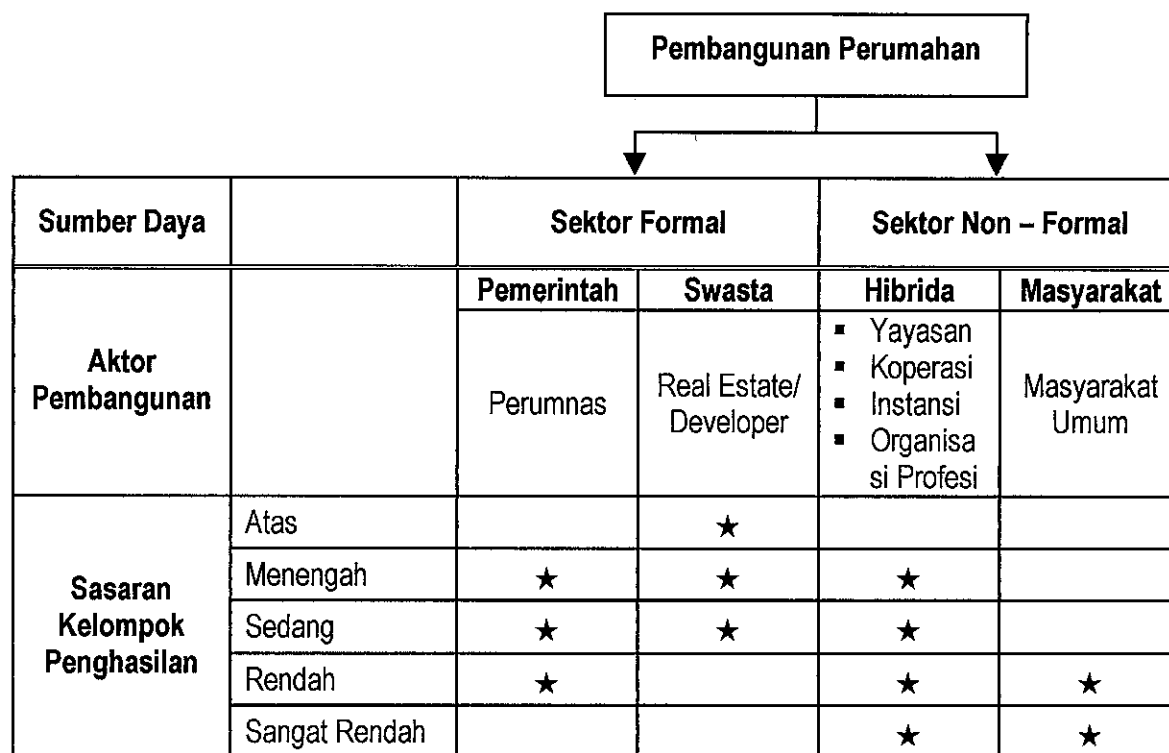 Pembangunan Perumahan
Sumber Daya
Sektor Formal
Sektor Non – Formal
Aktor
Pembangunan
Pemerintah
Swasta
Hibrida
Masyarakat
Perumnas
Real Estate/
Developer
▪ Yayasan
▪ Koperasi
▪ Instansi
▪ Organisa
si Profesi
Masyarakat
Umum
Sasaran
Kelompok
Penghasilan
Atas ★
Menengah ★ ★ ★
Sedang ★ ★ ★
Rendah ★ ★ ★
Sangat Rendah ★ ★